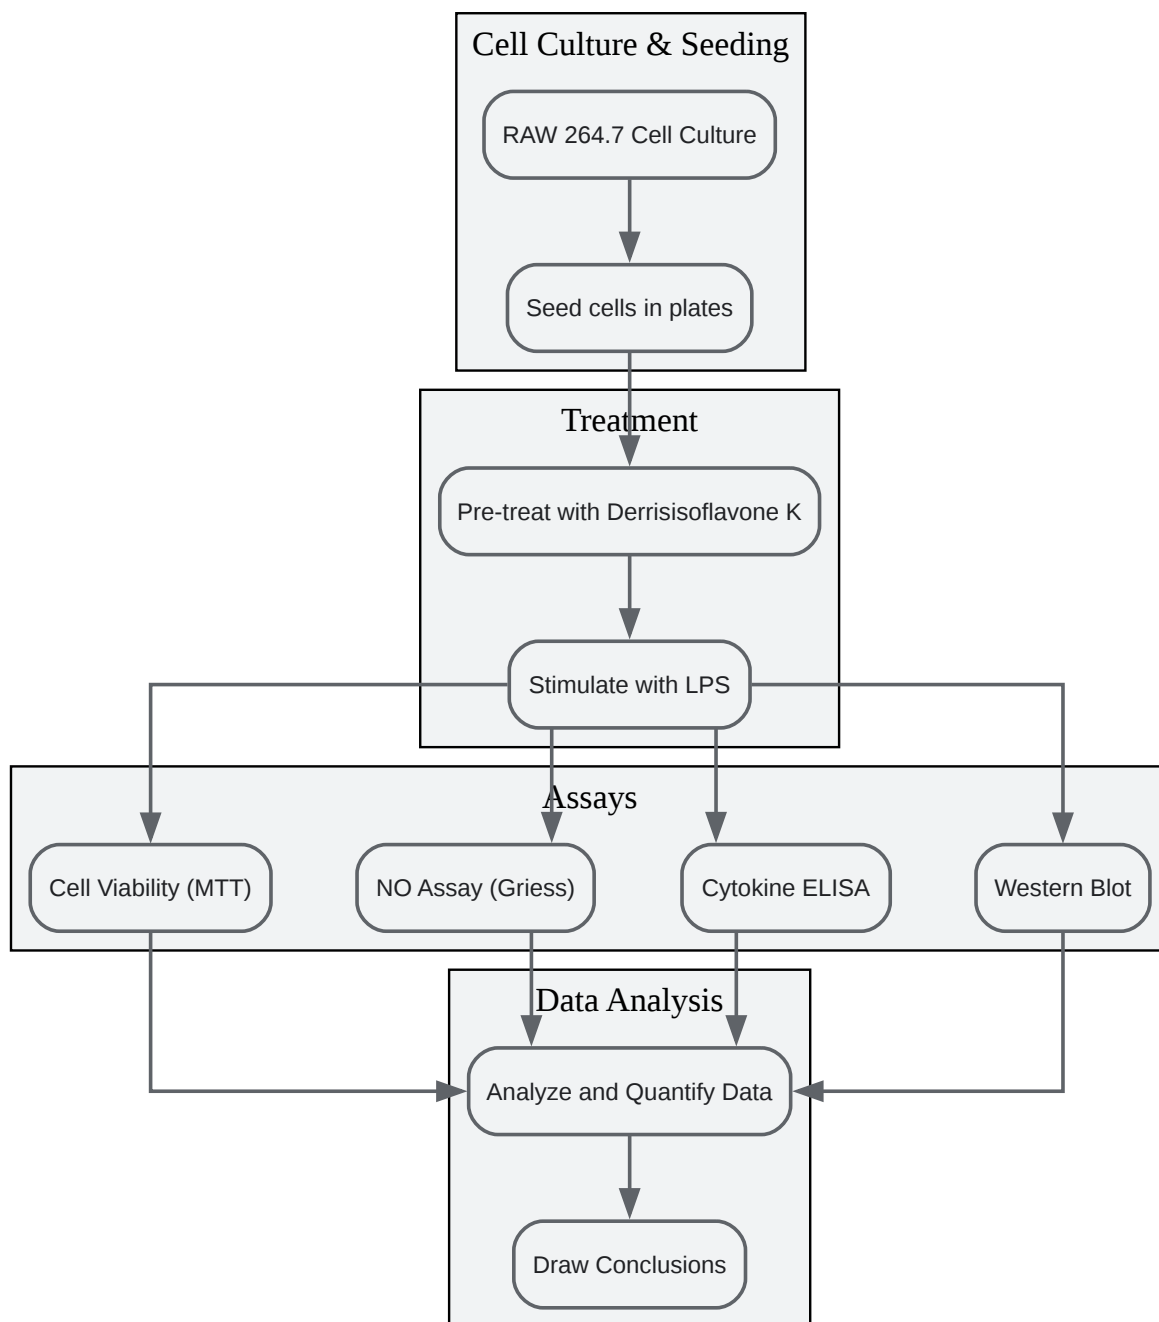 Cell Culture & Seeding
RAW 264.7 Cell Culture
Seed cells in plates
Treatment
Pre-treat with Derrisisoflavone K
Stimulate with LPS
Assays
Cell Viability (MTT)
NO Assay (Griess)
Cytokine ELISA
Western Blot
Data Analysis
Analyze and Quantify Data
Draw Conclusions